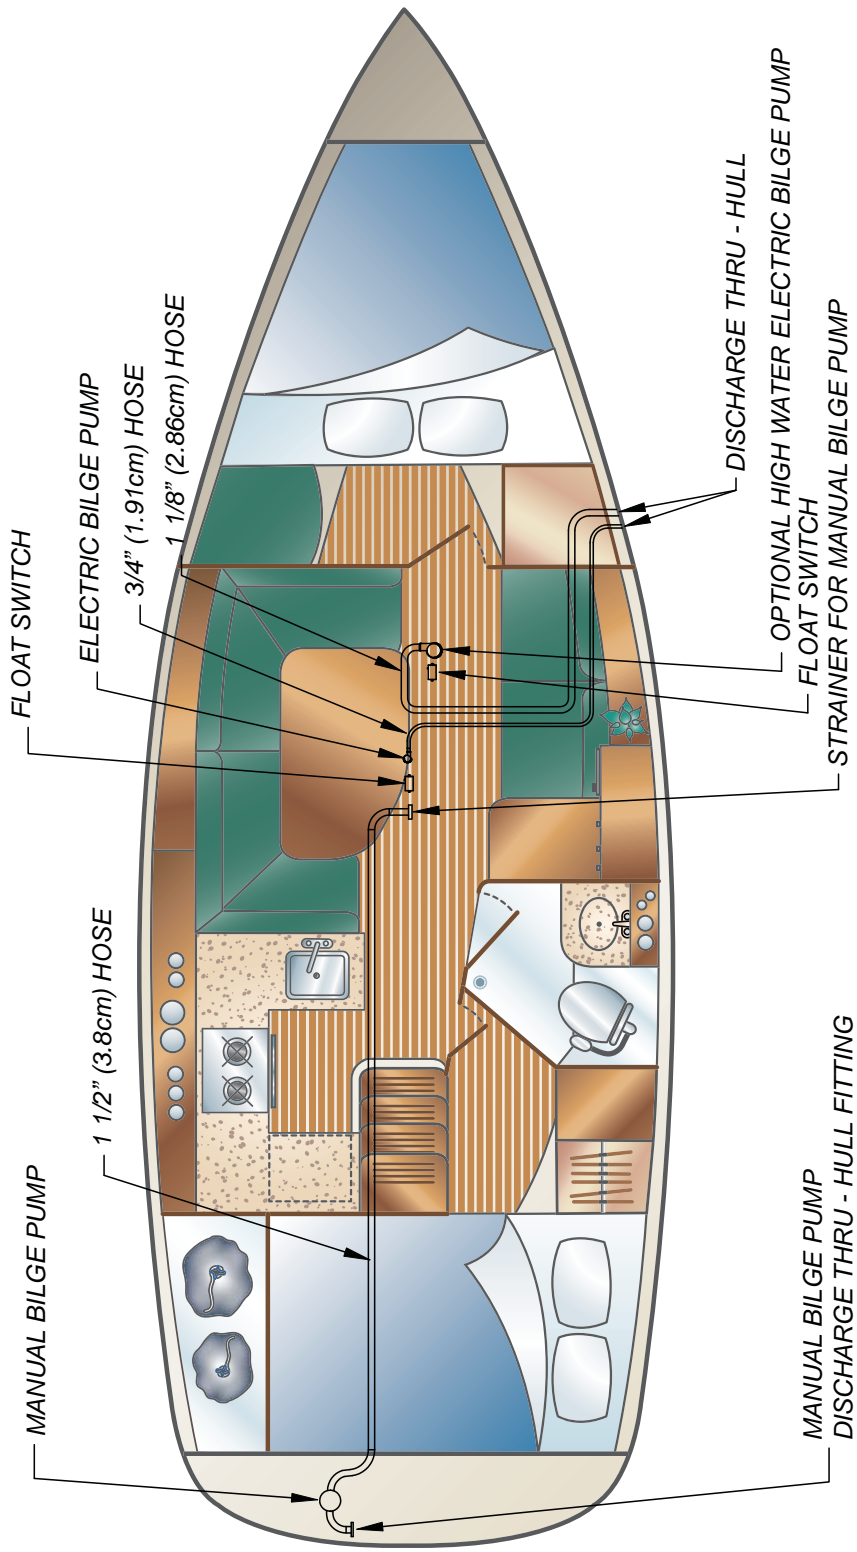 FLOAT SWITCH
ELECTRIC BILGE PUMP
3/4” (1.91cm) HOSE
1 1/8” (2.86cm) HOSE
1 1/2” (3.8cm) HOSE
MANUAL BILGE PUMP
DISCHARGE THRU - HULL
OPTIONAL HIGH WATER ELECTRIC BILGE PUMP
FLOAT SWITCH
STRAINER FOR MANUAL BILGE PUMP
MANUAL BILGE PUMP
DISCHARGE THRU - HULL FITTING